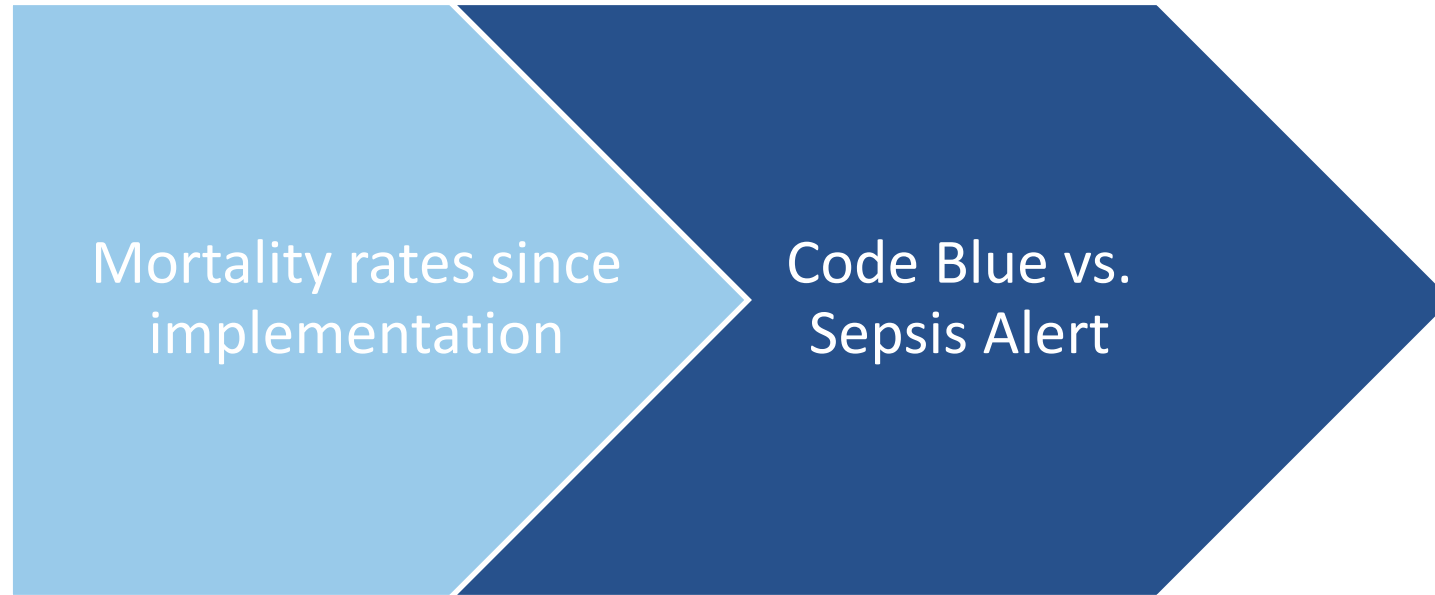 Mortality rates since
implementation
Code Blue vs.
Sepsis Alert